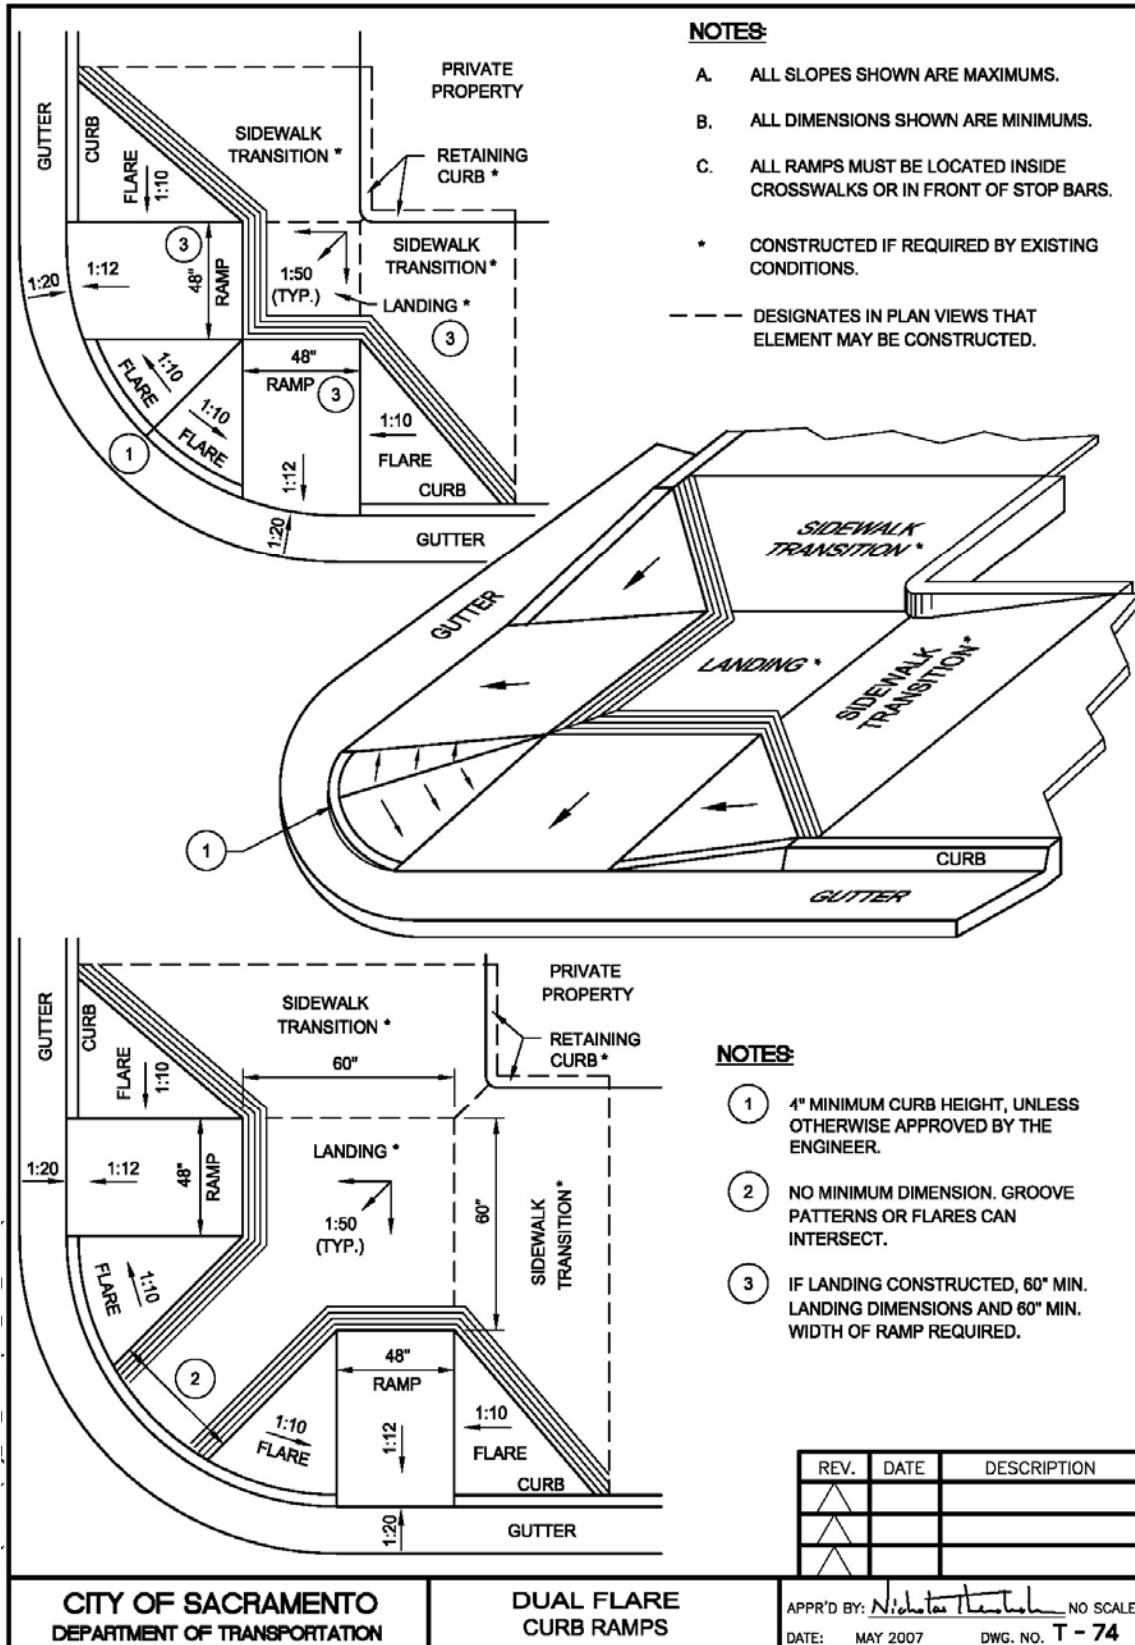 NOTES:
A. ALL SLOPES SHOWN ARE MAXIMUMS.
B. ALL DIMENSIONS SHOWN ARE MINIMUMS.
C. ALL RAMPS MUST BE LOCATED INSIDE
CROSSWALKS OR IN FRONT OF STOP BARS.
* CONSTRUCTED IF REQUIRED BY EXISTING
CONDITIONS.
DESIGNATES IN PLAN VIEWS THAT
ELEMENT MAY BE CONSTRUCTED.
PRIVATE
PROPERTY
GUTTER
CURB
SIDEWALK
TRANSITION *
RETAINING
CURB *
FLARE
1:10
3
SIDEWALK
TRANSITION *
1:20
1:12
48"
RAMP
1:50
(TYP.)
LANDING *
3
48"
RAMP
3
1:10
FLARE
1:10
FLARE
1:10
FLARE
1
1:12
CURB
1:20
GUTTER
SIDEWALK
TRANSITION *
GUTTER
LANDING *
SIDEWALK
TRANSITION *
1
CURB
GUTTER
PRIVATE
PROPERTY
GUTTER
CURB
SIDEWALK
TRANSITION *
RETAINING
CURB *
60"
FLARE
1:10
LANDING *
1:20
1:12
48"
RAMP
1:50
(TYP.)
60"
SIDEWALK
TRANSITION *
FLARE
1:10
2
48"
RAMP
1:10
FLARE
1:12
1:10
FLARE
CURB
1:20
GUTTER
NOTES:
1 4" MINIMUM CURB HEIGHT, UNLESS
OTHERWISE APPROVED BY THE
ENGINEER.
2 NO MINIMUM DIMENSION. GROOVE
PATTERNS OR FLARES CAN
INTERSECT.
3 IF LANDING CONSTRUCTED, 60" MIN.
LANDING DIMENSIONS AND 60" MIN.
WIDTH OF RAMP REQUIRED.
REV. DATE DESCRIPTION
CITY OF SACRAMENTO
DEPARTMENT OF TRANSPORTATION
DUAL FLARE
CURB RAMPS
APPR'D BY: NO SCALE
DATE: MAY 2007 DWG. NO. T - 74